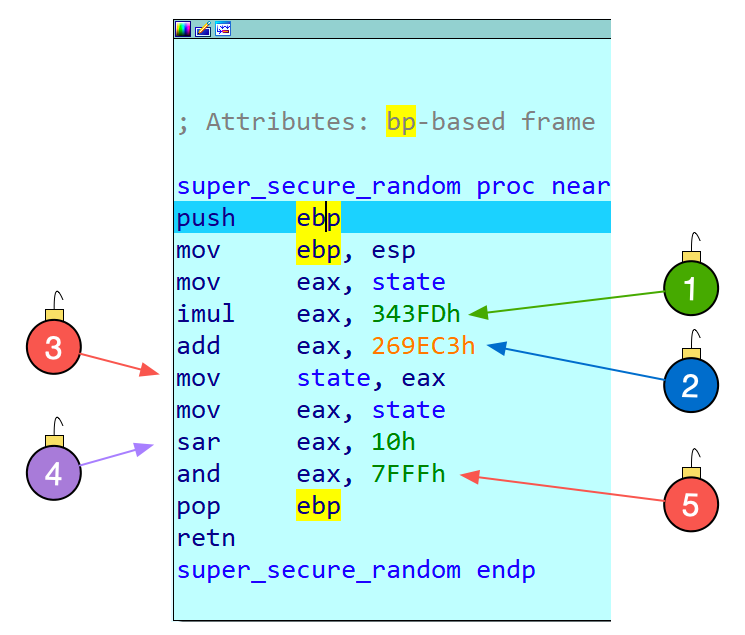 ; Attributes: bp-based frame
super_secure_random proc near
push ebp
mov ebp, esp
mov eax, state
imul eax, 343FDh
1
add eax, 269EC3h
3
2
mov state, eax
mov eax, state
sar eax, 10h
4
and eax, 7FFFh
5
pop ebp
retn
super_secure_random endp